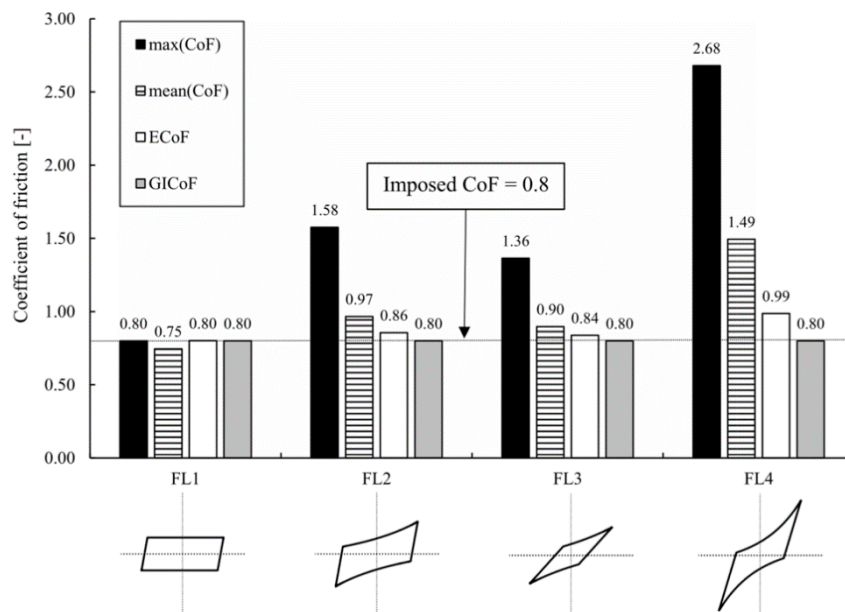 3.00
2.50
2.00
1.50
1.00
0.50
0.00
Coefficient of friction [-]
max(CoF)
mean(CoF)
ECoF
GICoF
Imposed CoF = 0.8
0.80
0.75
0.80
0.80
1.58
0.97
0.86
0.80
1.36
0.90
0.84
0.80
2.68
1.49
0.99
0.80
FL1
FL2
FL3
FL4